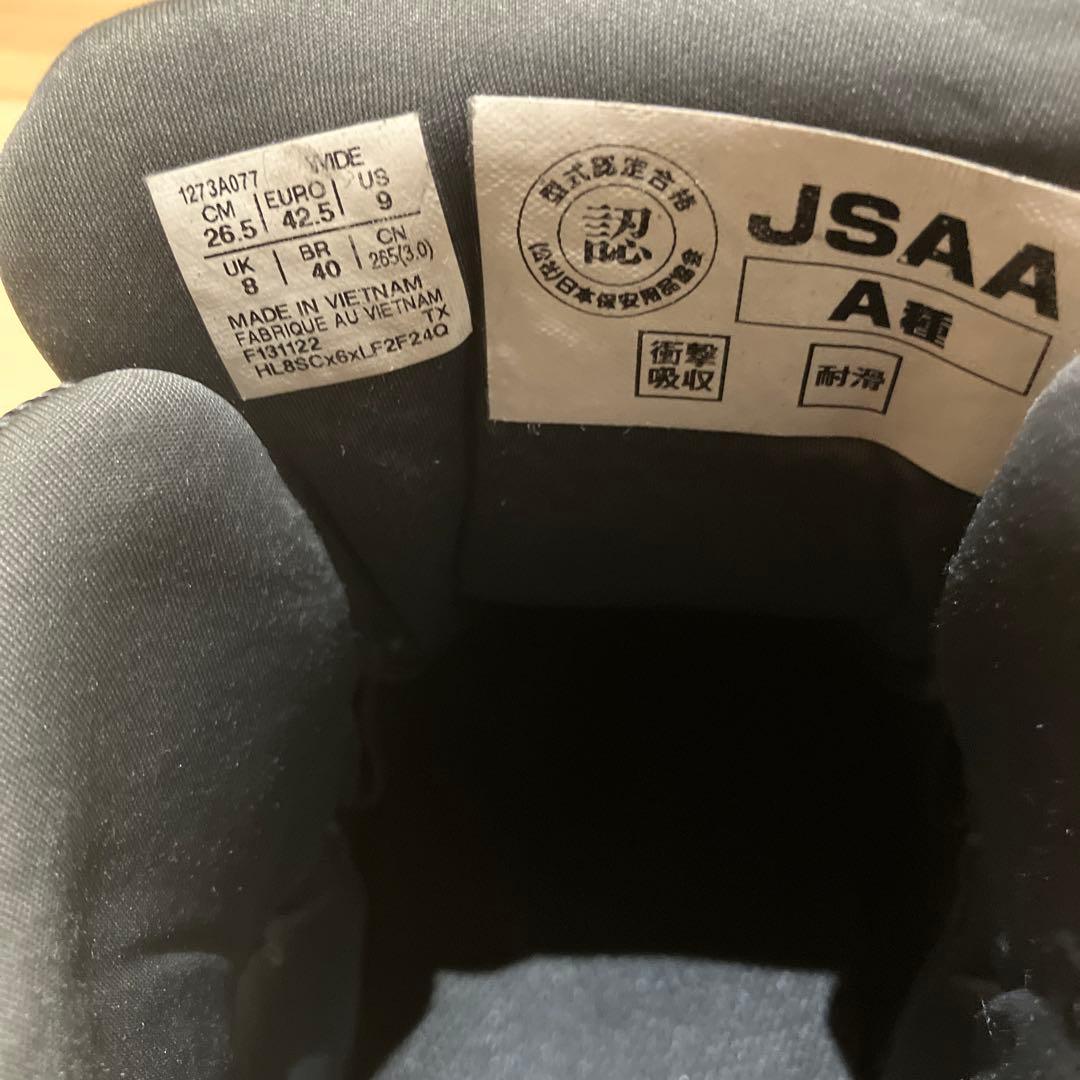 1273A077 WIDE
CM EURO US
26.5 42.5 9
UK BR CN
8 40 265(3.0)
MADE IN VIETNAM
FABRIQUE AU VIETNAM
F131122 TX
HL8SCx6xLF2F24Q
型式認定合格
認
(公社)日本保安用品協会
JSAA
A種
衝撃
吸収
耐滑